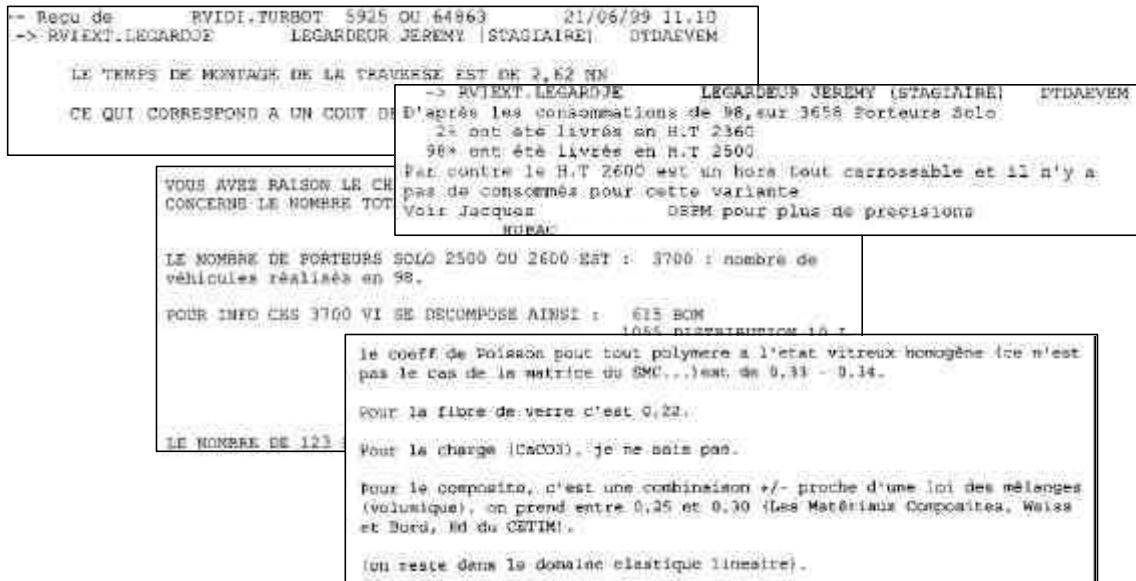 -- Reçu de RVIDI.TURBOT 5925 OU 64863 21/06/99 11.10
-> RVIEXT.LEGARDJE LEGARDEUR JEREMY (STAGIAIRE) DTDAEVEM
LE TEMPS DE MONTAGE DE LA TRAVERSE EST DE 2,62 MN
CE QUI CORRESPOND A UN COUT DE
-> RVIEXT.LEGARDJE LEGARDEUR JEREMY (STAGIAIRE) DTDAEVEM
D'après les consommations de 98, sur 3658 Porteurs Solo
2% ont été livrés en H.T 2360
98% ont été livrés en H.T 2500
Par contre le H.T 2600 est un hors tout carrossable et il n'y a
pas de consommés pour cette variante
Voir Jacques DSPM pour plus de precisions
VOUS AVEZ RAISON LE CH
CONCERNE LE NOMBRE TOT
LE NOMBRE DE PORTEURS SOLO 2500 OU 2600 EST : 3700 : nombre de
véhicules réalisés en 98.
POUR INFO CES 3700 VI SE DECOMPOSE AINSI : 615 BOM
1055 DISTRIBUTION
LE NOMBRE DE 123
le coeff de Poisson pout tout polymere a l'etat vitreux homogène (ce n'est
pas le cas de la matrice du SMC...)est de 0,33 - 0,34.
Pour la fibre de verre c'est 0,22.
Pour la charge (CaCO3), je ne sais pas.
Pour le composite, c'est une combinaison +/- proche d'une loi des mélanges
(volumique), on prend entre 0,25 et 0,30 (Les Matériaux Composites, Weiss
et Bord, Ed du CETIM).
(on reste dans le domaine elastique lineaire).